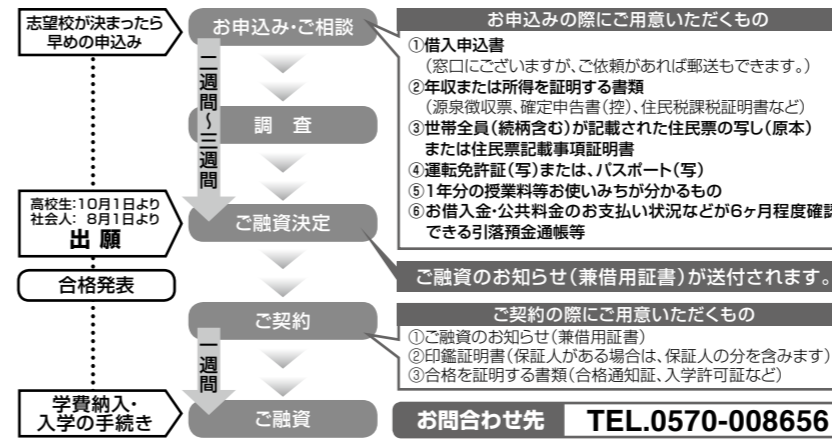 志望校が決まったら
早めの申込み
高校生:10月1日より
社会人: 8月1日より
出 願
合格発表
学費納入・
入学の手続き
お申込み・ご相談
二週間〜三週間
調 査
ご融資決定
ご契約
一週間
ご融資
お申込みの際にご用意いただくもの
①借入申込書
(窓口にございますが、ご依頼があれば郵送もできます。)
②年収または所得を証明する書類
(源泉徴収票、確定申告書(控)、住民税課税証明書など)
③世帯全員(続柄含む)が記載された住民票の写し(原本)
または住民票記載事項証明書
④運転免許証(写)または、パスポート(写)
⑤1年分の授業料等お使いみちが分かるもの
⑥お借入金・公共料金のお支払い状況などが6ヶ月程度確認
できる引落預金通帳等
ご融資のお知らせ(兼借用証書)が送付されます。
ご契約の際にご用意いただくもの
①ご融資のお知らせ(兼借用証書)
②印鑑証明書(保証人がある場合は、保証人の分を含みます)
③合格を証明する書類(合格通知証、入学許可証など)
お問合わせ先 TEL.0570-008656